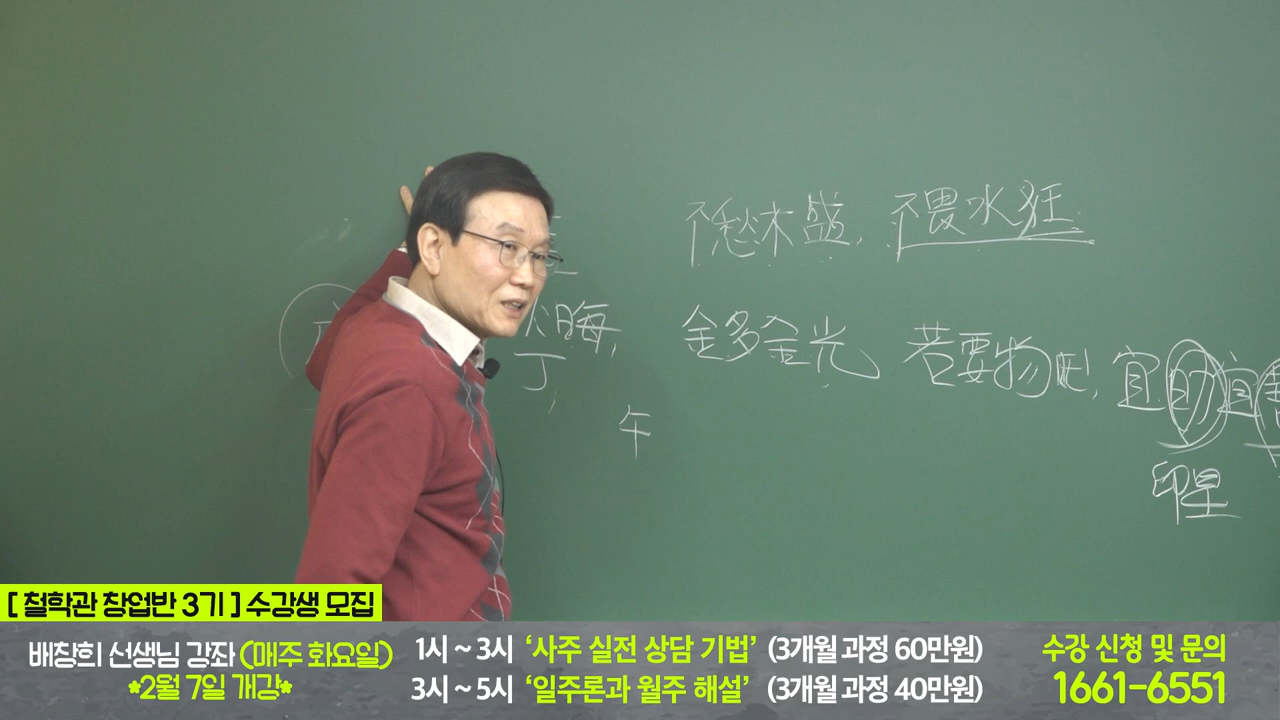 不愁木盛, 不畏水狂
火晦, 金多金光 若要物旺, 宜助宜
丁,
午
印星
[ 철학관 창업반 3기 ] 수강생 모집
배창희 선생님 강좌 (매주 화요일)
*2월 7일 개강*
1시 ~ 3시 ‘사주 실전 상담 기법’ (3개월 과정 60만원)
3시 ~ 5시 ‘일주론과 월주 해설’ (3개월 과정 40만원)
수강 신청 및 문의
1661-6551